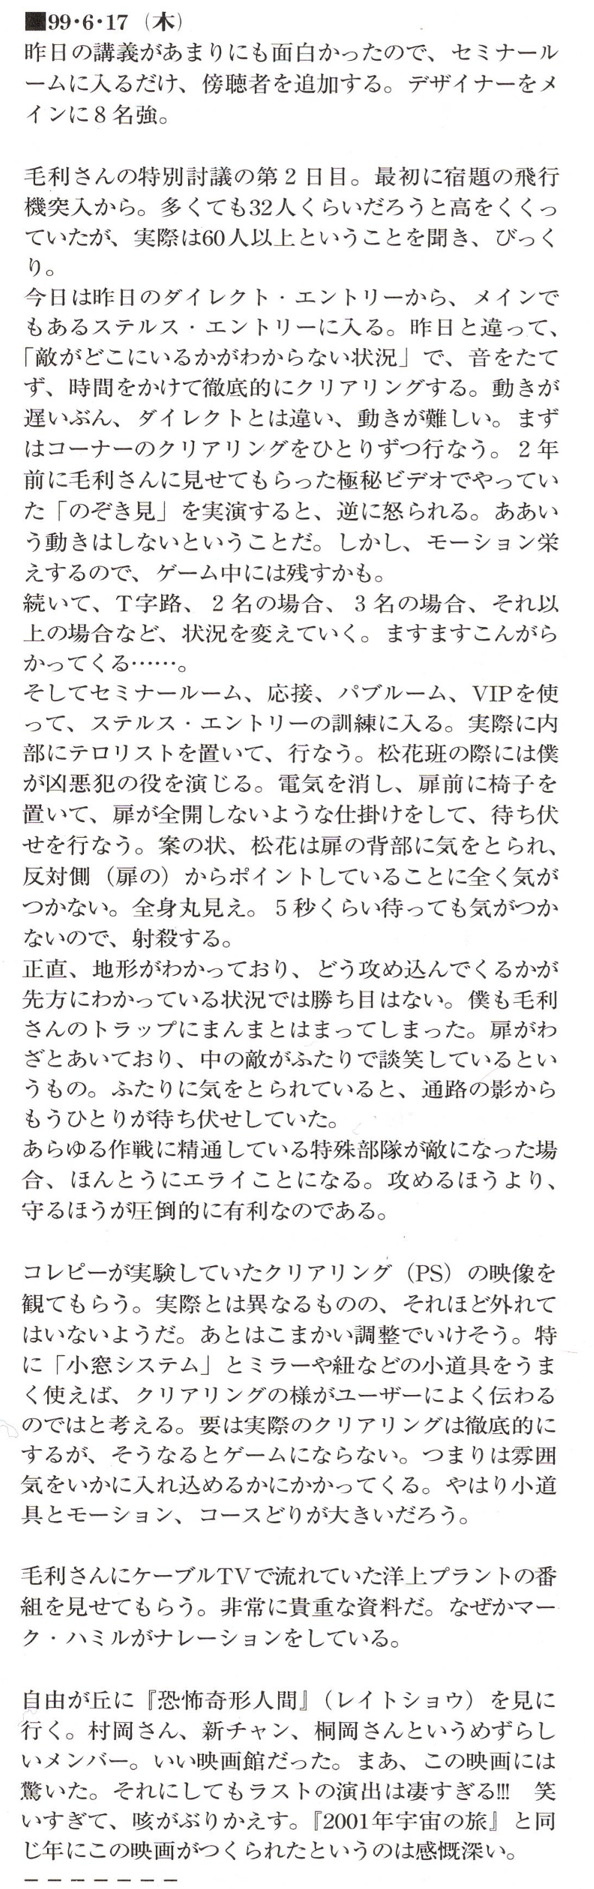 ■99・6・17（木）
昨日の講義があまりにも面白かったので、セミナール
ームに入るだけ、傍聴者を追加する。デザイナーをメ
インに8名強。
毛利さんの特別討議の第2日目。最初に宿題の飛行
機突入から。多くても32人くらいだろうと高をくくっ
ていたが、実際は60人以上ということを聞き、びっく
り。
今日は昨日のダイレクト・エントリーから、メインで
もあるステルス・エントリーに入る。昨日と違って、
「敵がどこにいるかがわからない状況」で、音をたて
ず、時間をかけて徹底的にクリアリングする。動きが
遅いぶん、ダイレクトとは違い、動きが難しい。まず
はコーナーのクリアリングをひとりずつ行なう。2年
前に毛利さんに見せてもらった極秘ビデオでやってい
た「のぞき見」を実演すると、逆に怒られる。ああい
う動きはしないということだ。しかし、モーション栄
えするので、ゲーム中には残すかも。
続いて、T字路、2名の場合、3名の場合、それ以
上の場合など、状況を変えていく。ますますこんがら
かってくる……。
そしてセミナールーム、応接、パブルーム、VIPを使
って、ステルス・エントリーの訓練に入る。実際に内
部にテロリストを置いて、行なう。松花班の際には僕
が凶悪犯の役を演じる。電気を消し、扉前に椅子を
置いて、扉が全開しないような仕掛けをして、待ち伏
せを行なう。案の状、松花は扉の背部に気をとられ、
反対側（扉の）からポイントしていることに全く気が
つかない。全身丸見え。5秒くらい待っても気がつか
ないので、射殺する。
正直、地形がわかっており、どう攻め込んでくるかが
先方にわかっている状況では勝ち目はない。僕も毛利
さんのトラップにまんまとはまってしまった。扉がわ
ざとあいており、中の敵がふたりで談笑しているとい
うもの。ふたりに気をとられていると、通路の影から
もうひとりが待ち伏せしていた。
あらゆる作戦に精通している特殊部隊が敵になった場
合、ほんとうにエライことになる。攻めるほうより、
守るほうが圧倒的に有利なのである。
コレピーが実験していたクリアリング（PS）の映像を
観てもらう。実際とは異なるものの、それほど外れて
はいないようだ。あとはこまかい調整でいけそう。特
に「小窓システム」とミラーや紐などの小道具をうま
く使えば、クリアリングの様がユーザーによく伝わる
のではと考える。要は実際のクリアリングは徹底的に
するが、そうなるとゲームにならない。つまりは雰囲
気をいかに入れ込めるかにかかってくる。やはり小道
具とモーション、コースどりが大きいだろう。
毛利さんにケーブルTVで流れていた洋上プラントの番
組を見せてもらう。非常に貴重な資料だ。なぜかマー
ク・ハミルがナレーションをしている。
自由が丘に『恐怖奇形人間』（レイトショウ）を見に
行く。村岡さん、新チャン、桐岡さんというめずらし
いメンバー。いい映画館だった。まあ、この映画には
驚いた。それにしてもラストの演出は凄すぎる!!!　笑
いすぎて、咳がぶりかえす。『2001年宇宙の旅』と同
じ年にこの映画がつくられたというのは感慨深い。
－－－－－－－